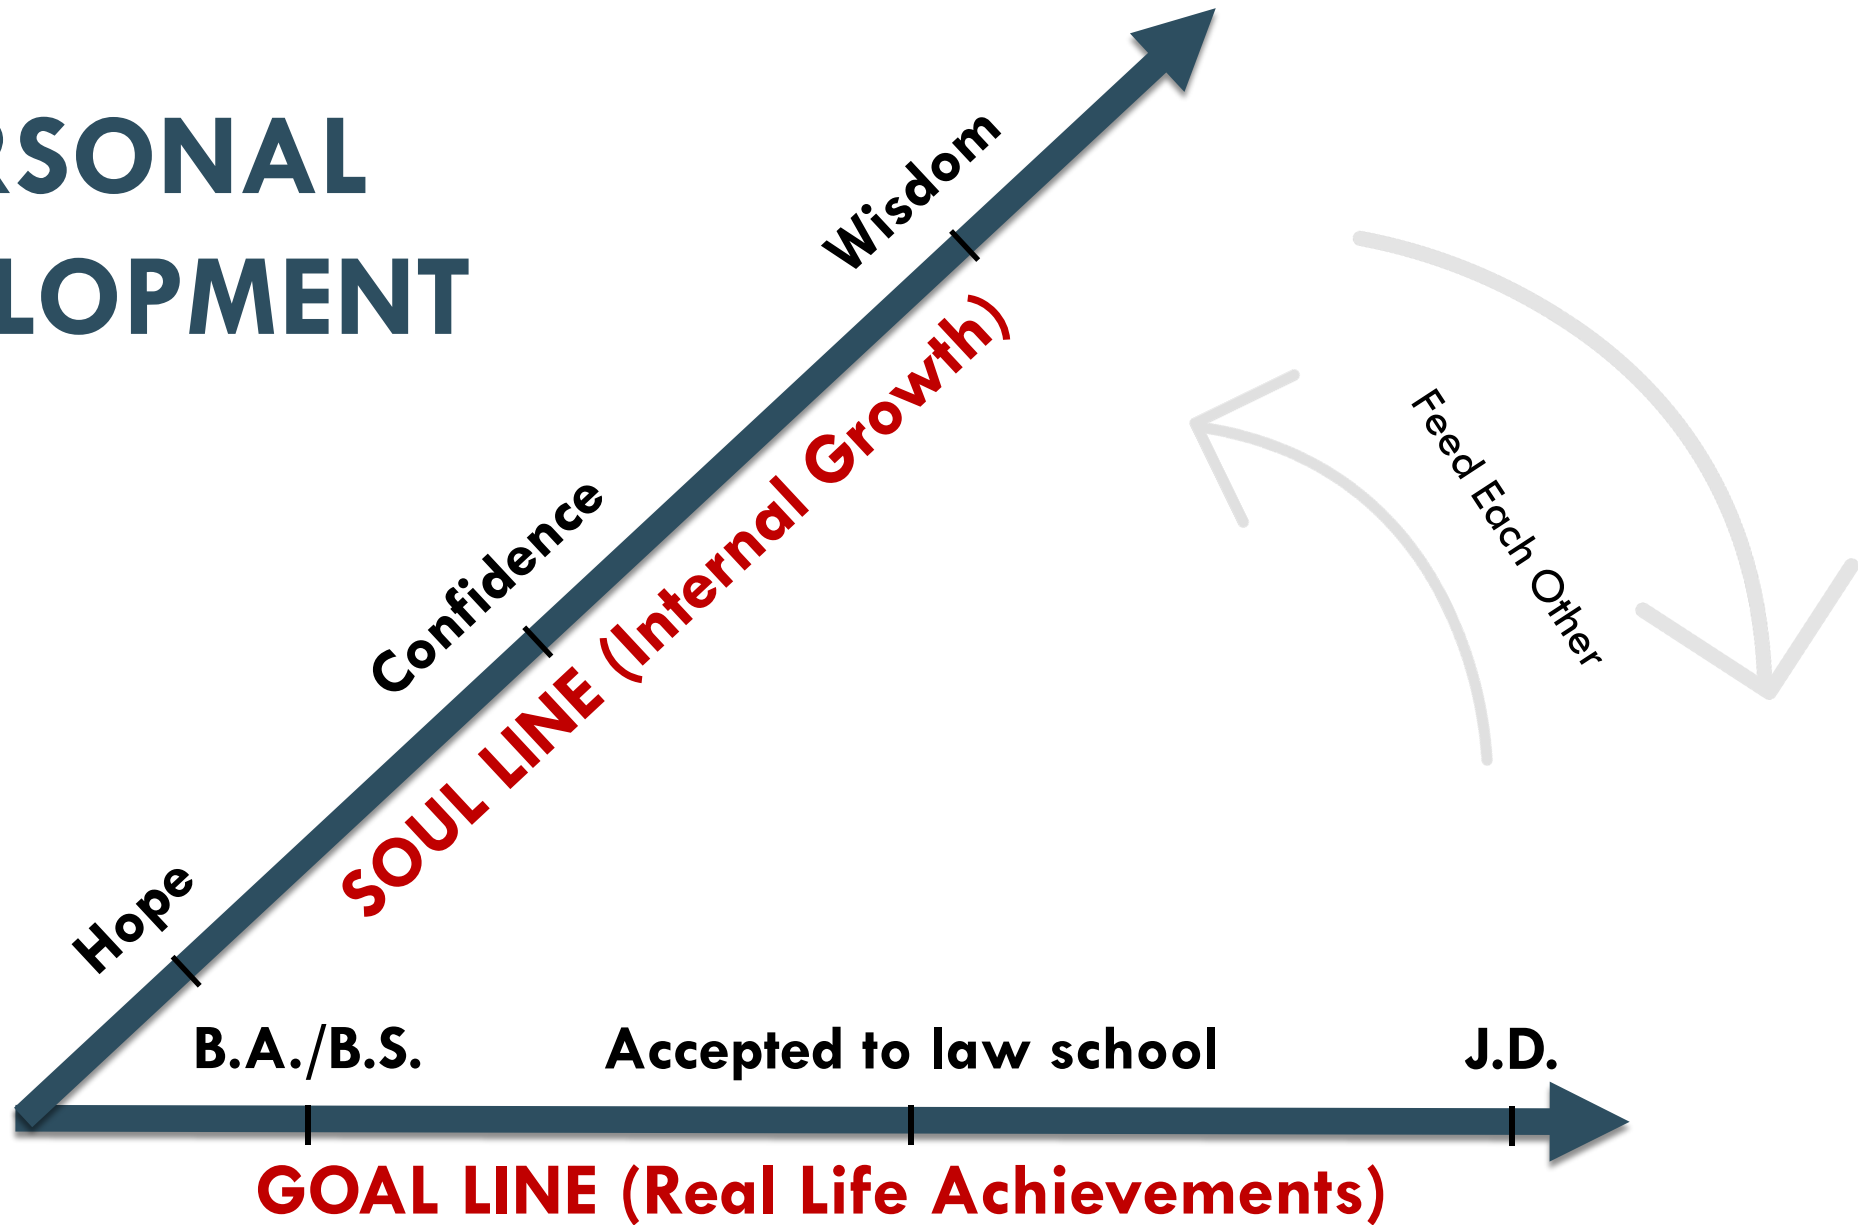 RSONAL
LOPMENT
Wisdom
Confidence
Hope
SOUL LINE (Internal Growth)
Feed Each Other
B.A./B.S.
Accepted to law school
J.D.
GOAL LINE (Real Life Achievements)